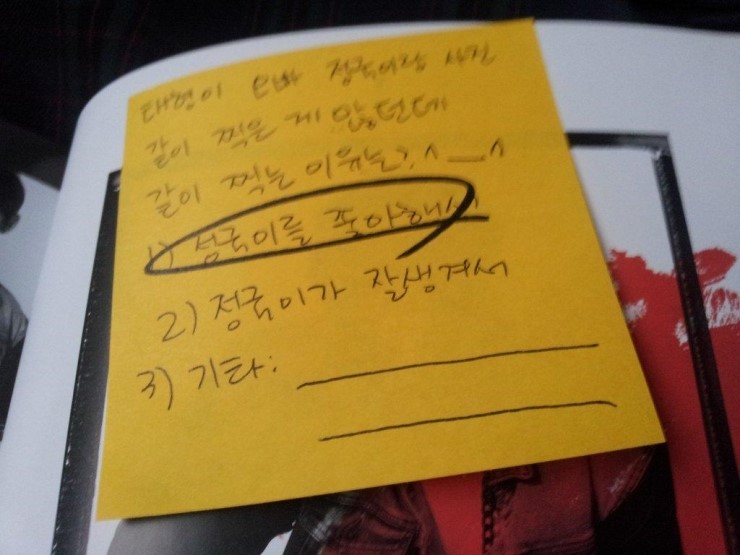 태형이 오빠 정국이랑 사진
같이 찍은 게 많던데
같이 찍는 이유는? ^__^
1) 정국이를 좋아해서
2) 정국이가 잘생겨서
3) 기타: